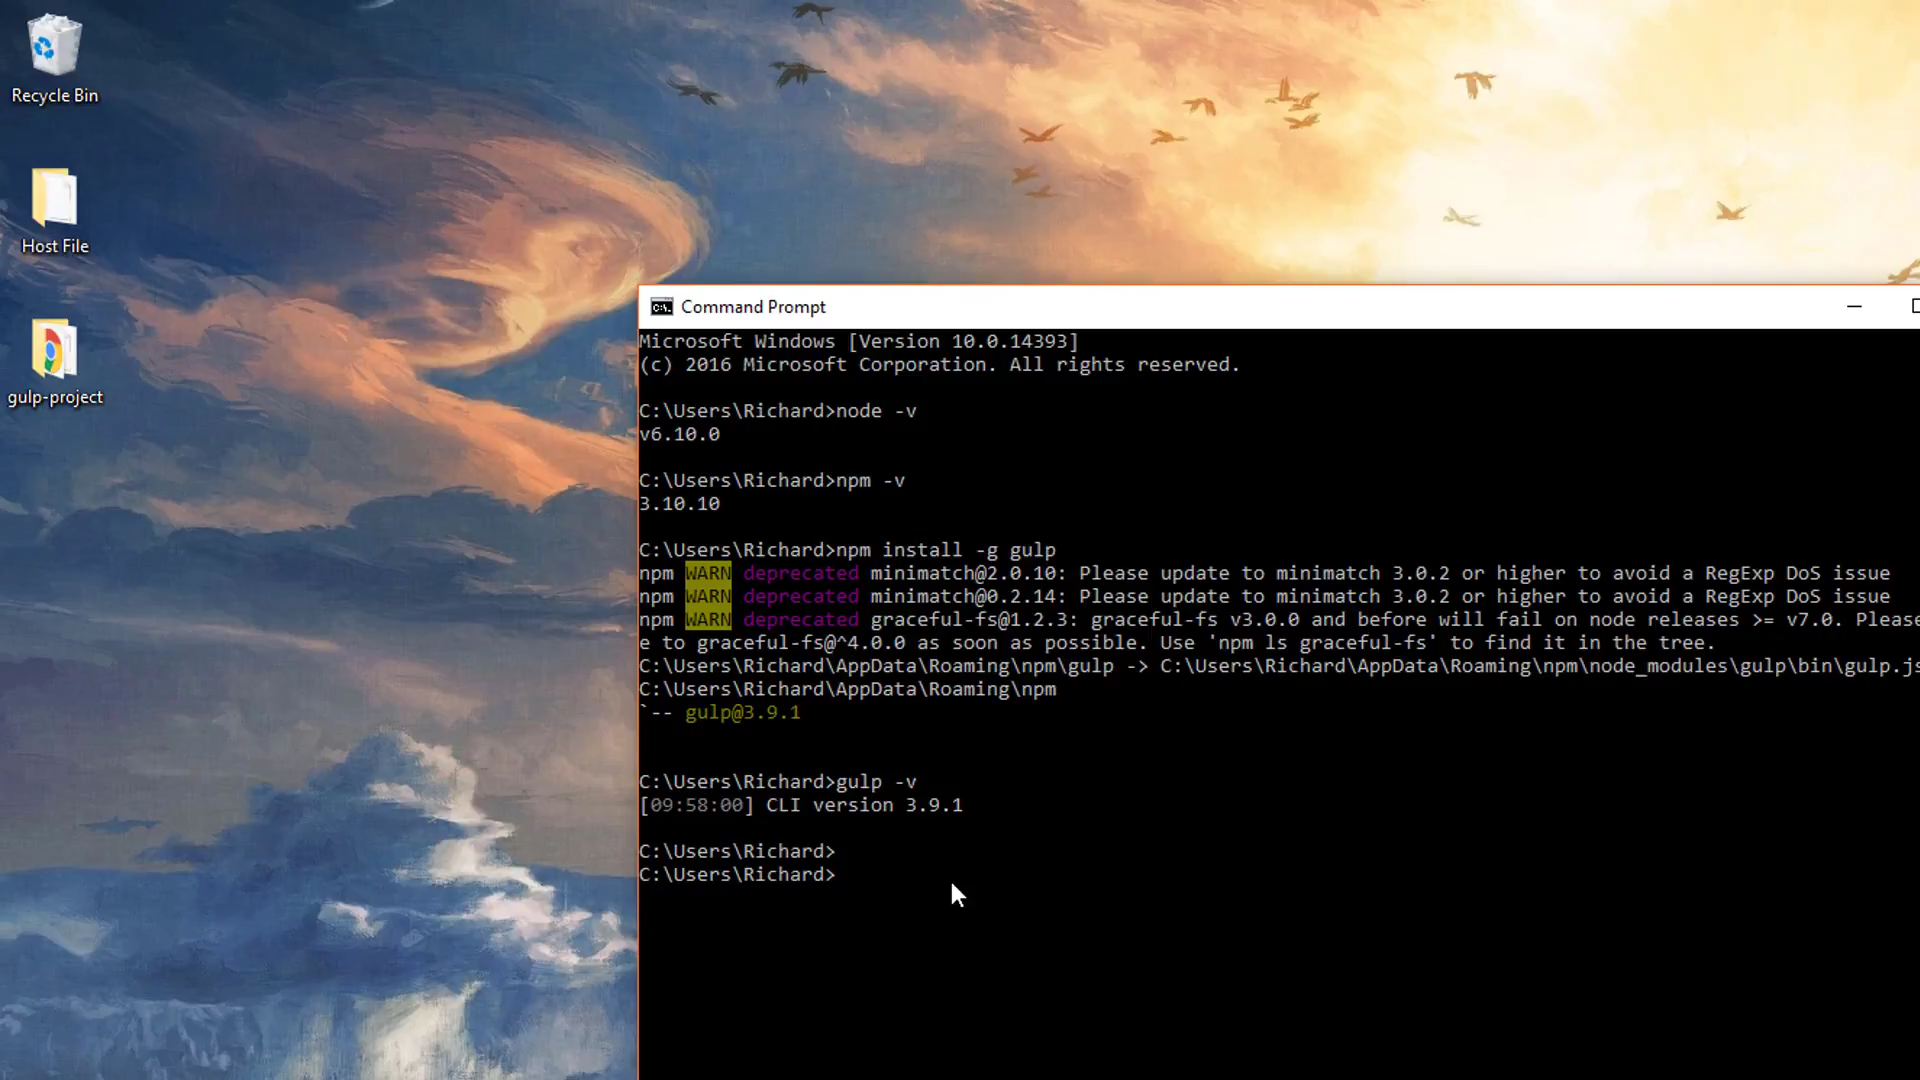 Recycle Bin
Host File
gulp-project
Command Prompt
Microsoft Windows [Version 10.0.14393]
(c) 2016 Microsoft Corporation. All rights reserved.
C:\Users\Richard>node -v
v6.10.0
C:\Users\Richard>npm -v
3.10.10
C:\Users\Richard>npm install -g gulp
npm WARN deprecated minimatch@2.0.10: Please update to minimatch 3.0.2 or higher to avoid a RegExp DoS issue
npm WARN deprecated minimatch@0.2.14: Please update to minimatch 3.0.2 or higher to avoid a RegExp DoS issue
npm WARN deprecated graceful-fs@1.2.3: graceful-fs v3.0.0 and before will fail on node releases >= v7.0. Please
e to graceful-fs@^4.0.0 as soon as possible. Use 'npm ls graceful-fs' to find it in the tree.
C:\Users\Richard\AppData\Roaming\npm\gulp -> C:\Users\Richard\AppData\Roaming\npm\node_modules\gulp\bin\gulp.js
C:\Users\Richard\AppData\Roaming\npm
`-- gulp@3.9.1
C:\Users\Richard>gulp -v
[09:58:00] CLI version 3.9.1
C:\Users\Richard>
C:\Users\Richard>